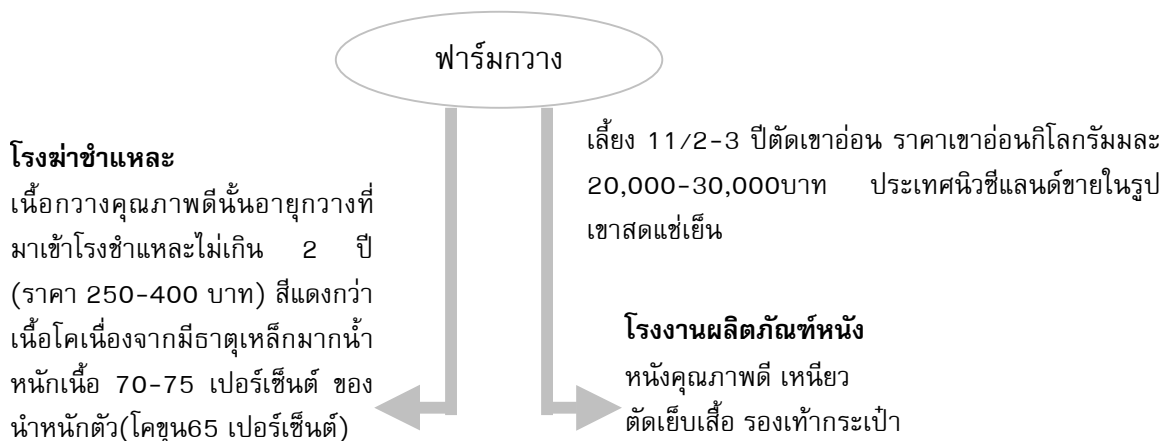 ฟาร์มกวาง
โรงฆ่าชำแหละ
เนื้อกวางคุณภาพดีนั้นอายุกวางที่
มาเข้าโรงชำแหละไม่เกิน 2 ปี
(ราคา 250-400 บาท) สีแดงกว่า
เนื้อโคเนื่องจากมีธาตุเหล็กมากน้ำ
หนักเนื้อ 70-75 เปอร์เซ็นต์ ของ
นำหนักตัว(โคขุน65 เปอร์เซ็นต์)
เลี้ยง 11/2-3 ปีตัดเขาอ่อน ราคาเขาอ่อนกิโลกรัมมละ
20,000-30,000บาท ประเทศนิวซีแลนด์ขายในรูป
เขาสดแช่เย็น
โรงงานผลิตภัณฑ์หนัง
หนังคุณภาพดี เหนียว
ตัดเย็บเสื้อ รองเท้ากระเป๋า